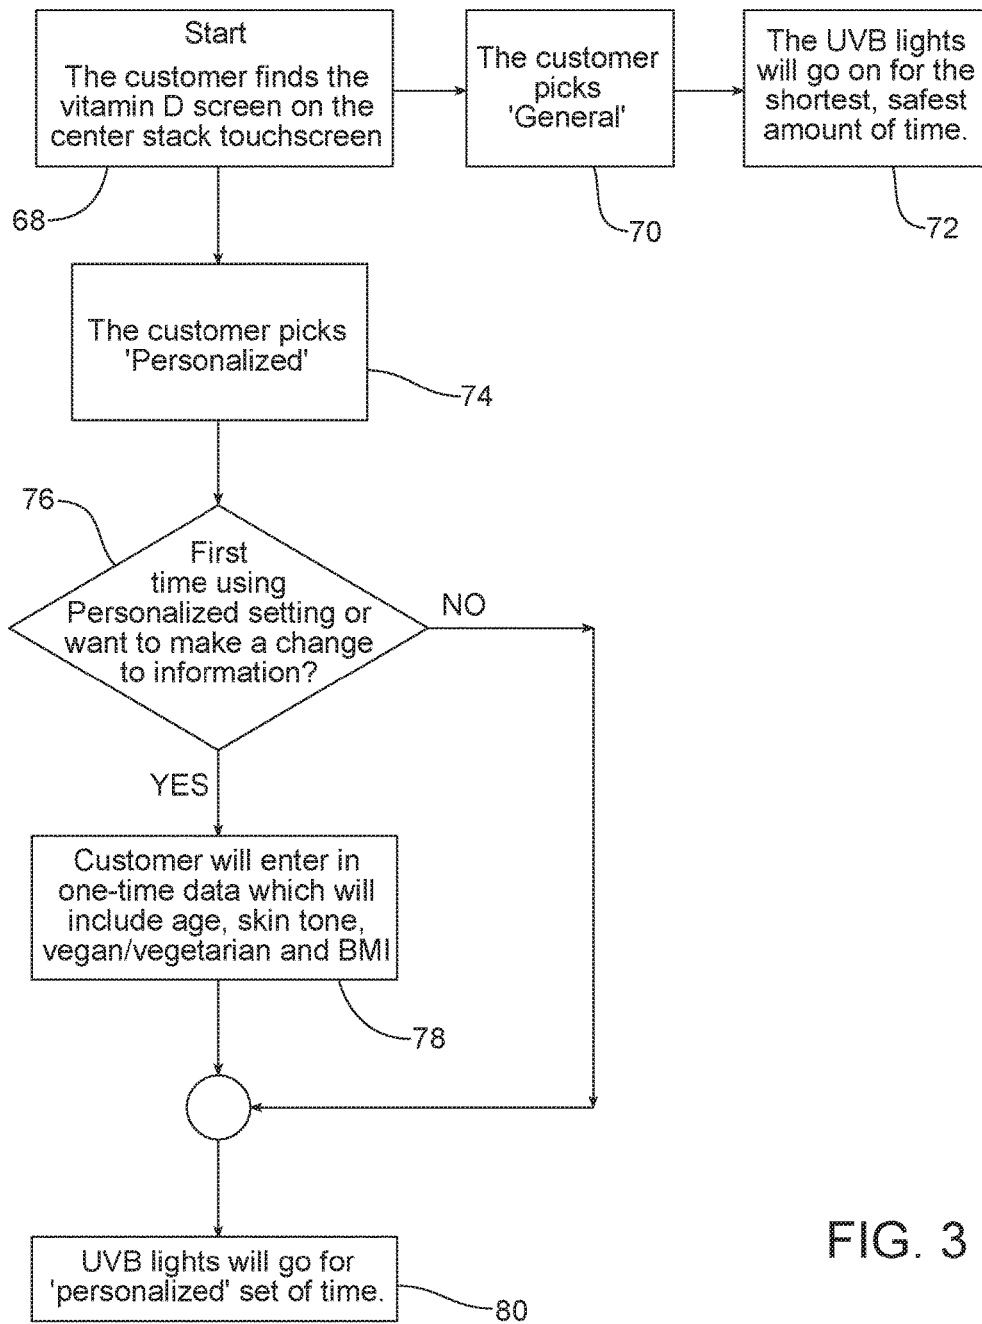 Start
The customer finds the
vitamin D screen on the
center stack touchscreen
68
The customer
picks
'General'
70
The UVB lights
will go on for the
shortest, safest
amount of time.
72
The customer picks
'Personalized'
74
76
First
time using
Personalized setting or
want to make a change
to information?
NO
YES
Customer will enter in
one-time data which will
include age, skin tone,
vegan/vegetarian and BMI
78
UVB lights will go for
'personalized' set of time.
80
FIG. 3